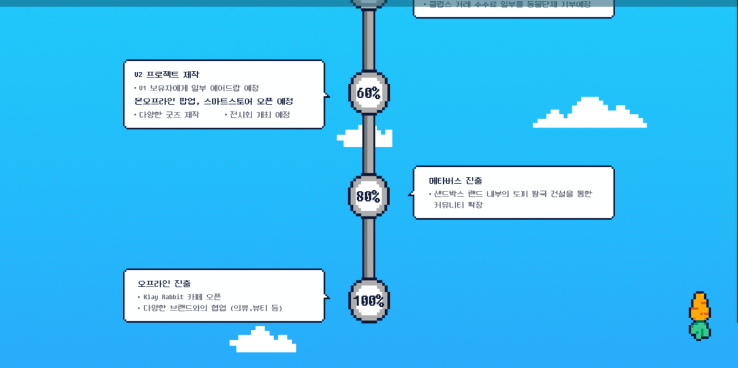 클럽스 거래 수수료 일부를 동물단체 기부예정
V2 프로젝트 제작
• V1 보유자에게 일부 에어드랍 예정
60%
온오프라인 팝업, 스마트스토어 오픈 예정
• 다양한 굿즈 제작 • 전시회 개최 예정
메타버스 진출
80%
• 샌드박스 랜드 내부의 토끼 왕국 건설을 통한
커뮤니티 확장
오프라인 진출
• Klay Rabbit 카페 오픈
100%
• 다양한 브랜드와의 협업 (의류,뷰티 등)